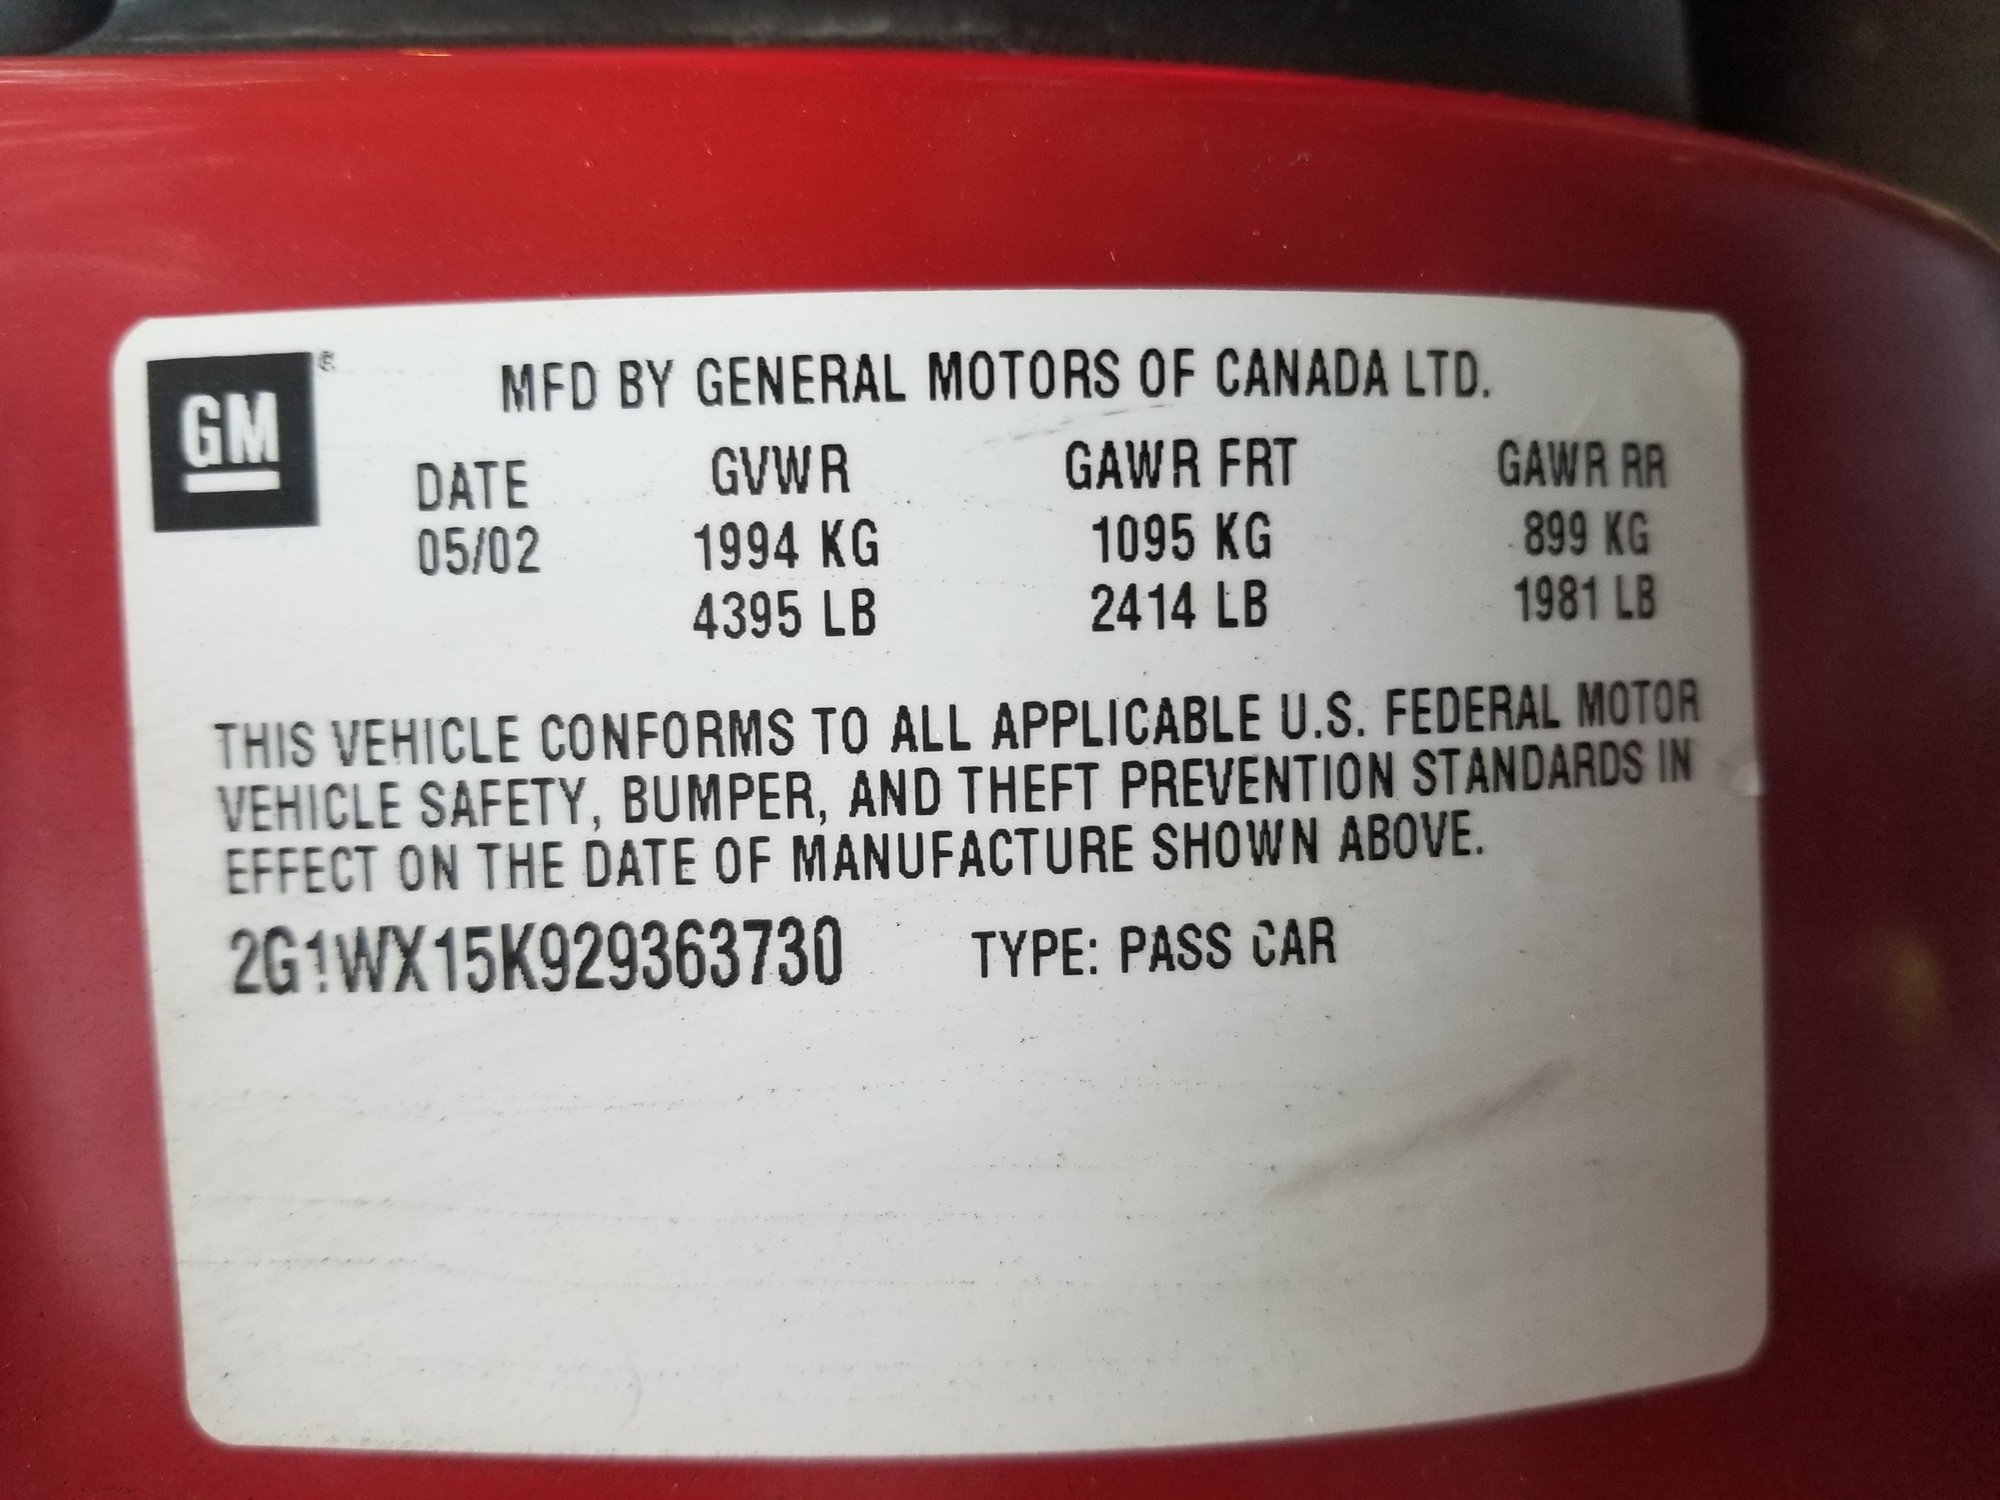 GM ®
MFD BY GENERAL MOTORS OF CANADA LTD.
DATE GVWR GAWR FRT GAWR RR
05/02 1994 KG 1095 KG 899 KG
4395 LB 2414 LB 1981 LB
THIS VEHICLE CONFORMS TO ALL APPLICABLE U.S. FEDERAL MOTOR
VEHICLE SAFETY, BUMPER, AND THEFT PREVENTION STANDARDS IN
EFFECT ON THE DATE OF MANUFACTURE SHOWN ABOVE.
2G1WX15K929363730 TYPE: PASS CAR